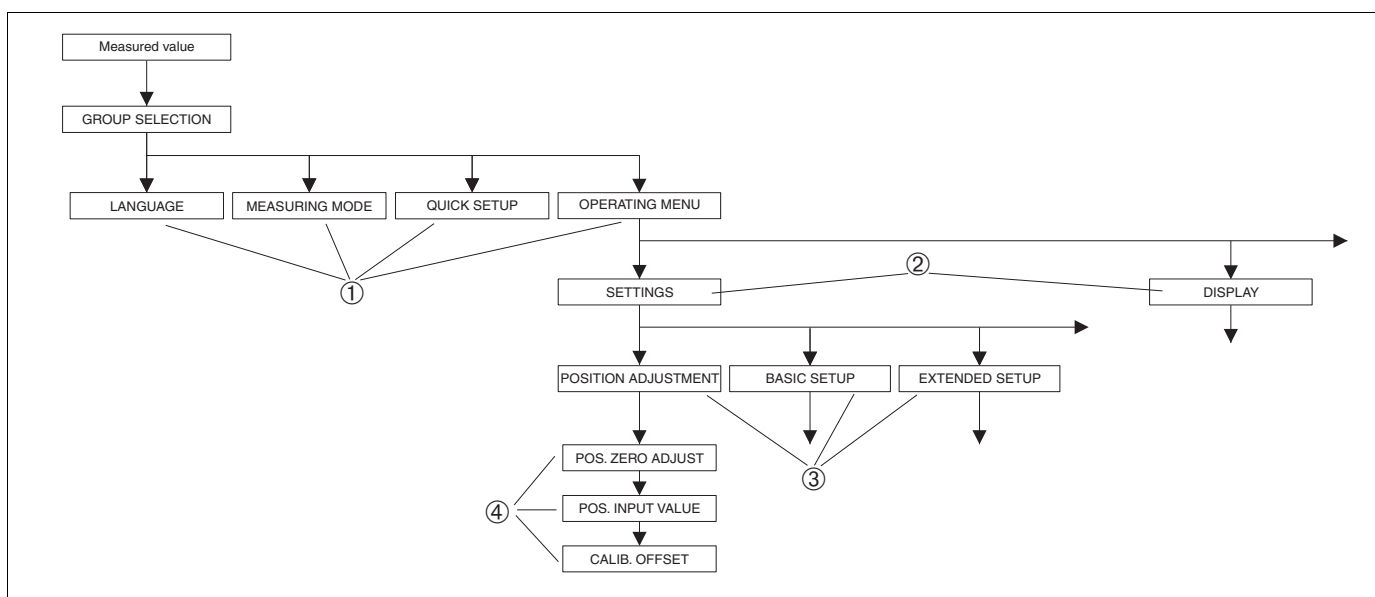 Measured value
GROUP SELECTION
LANGUAGE
MEASURING MODE
QUICK SETUP
OPERATING MENU
①
②
SETTINGS
DISPLAY
POSITION ADJUSTMENT
BASIC SETUP
EXTENDED SETUP
③
POS. ZERO ADJUST
④
POS. INPUT VALUE
CALIB. OFFSET